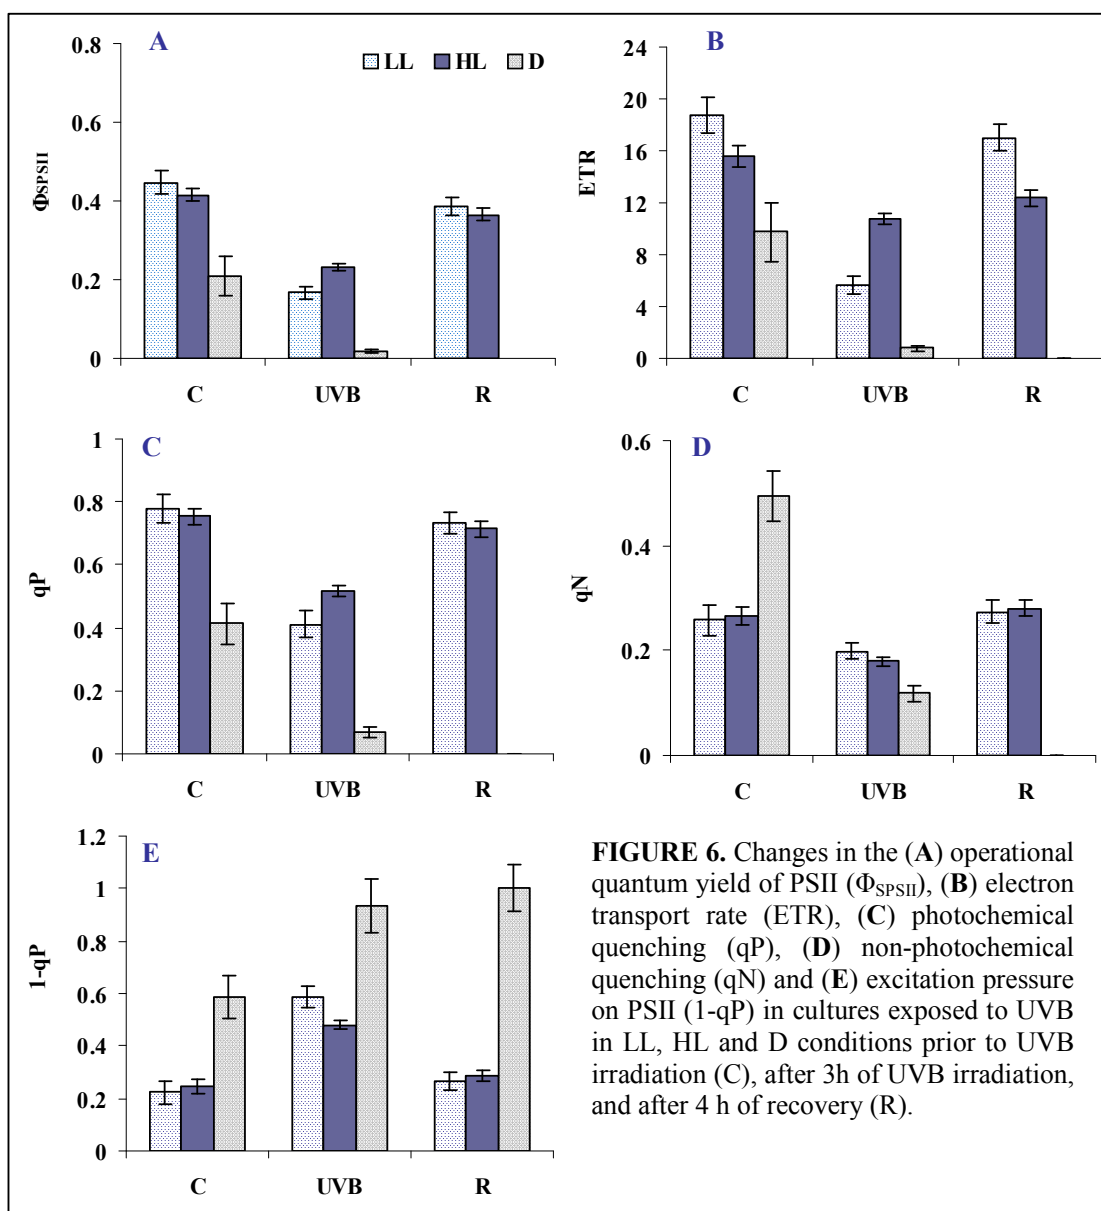 A
0.8
0.6
0.4
0.2
0
ΦSPSII
LL HL D
C UVB R
B
24
20
16
12
8
4
0
ETR
C UVB R
C
1
0.8
0.6
0.4
0.2
0
qP
C UVB R
D
0.6
0.4
0.2
0
qN
C UVB R
E
1.2
1
0.8
0.6
0.4
0.2
0
1-qP
C UVB R
FIGURE 6. Changes in the (A) operational
quantum yield of PSII (ΦSPSII), (B) electron
transport rate (ETR), (C) photochemical
quenching (qP), (D) non-photochemical
quenching (qN) and (E) excitation pressure
on PSII (1-qP) in cultures exposed to UVB
in LL, HL and D conditions prior to UVB
irradiation (C), after 3h of UVB irradiation,
and after 4 h of recovery (R).